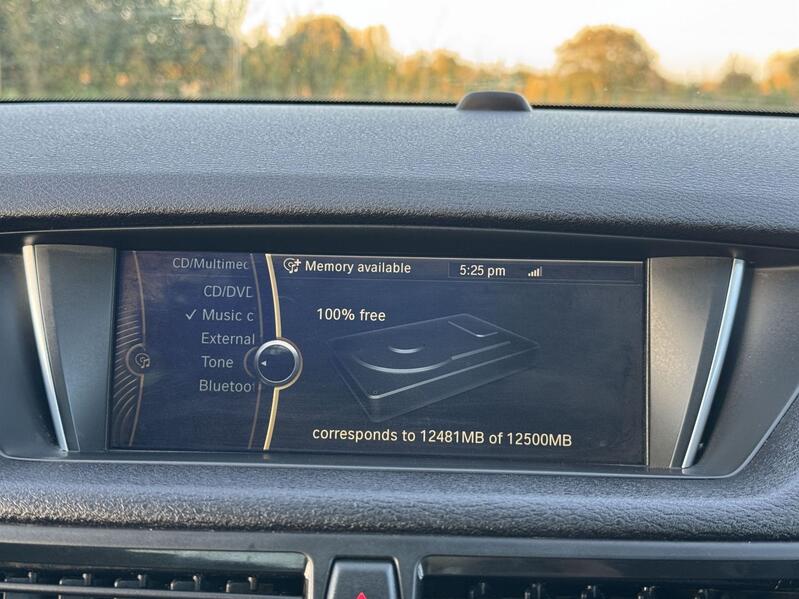 CD/Multimed
CD/DVD
Music c
External
Tone
Bluetoo
Memory available
5:25 pm
100% free
corresponds to 12481MB of 12500MB